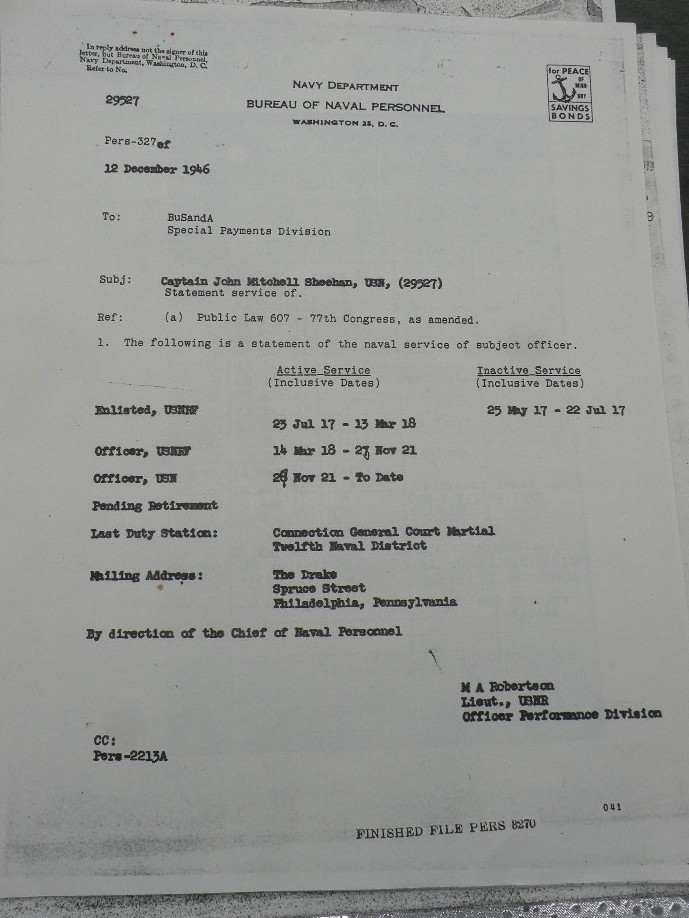 In reply address not the signer of this
letter, but Bureau of Naval Personnel,
Navy Department, Washington, D. C.
Refer to No.
29527
NAVY DEPARTMENT
BUREAU OF NAVAL PERSONNEL
WASHINGTON 25, D. C.
for PEACE
OF
MIND
BUY
SAVINGS
BONDS
Pers-327ef
12 December 1946
To: BuSandA
Special Payments Division
Subj: Captain John Mitchell Sheehan, USN, (29527)
Statement service of.
Ref: (a) Public Law 607 - 77th Congress, as amended.
1. The following is a statement of the naval service of subject officer.
Active Service Inactive Service
(Inclusive Dates) (Inclusive Dates)
Enlisted, USNRF 25 May 17 - 22 Jul 17
23 Jul 17 - 13 Mar 18
Officer, USNRF 14 Mar 18 - 27 Nov 21
Officer, USN 28 Nov 21 - To Date
Pending Retirement
Last Duty Station: Connection General Court Martial
Twelfth Naval District
Mailing Address: The Drake
Spruce Street
Philadelphia, Pennsylvania
By direction of the Chief of Naval Personnel
M A Robertson
Lieut., USNR
Officer Performance Division
CC:
Pers-2213A
041
FINISHED FILE PERS 8270